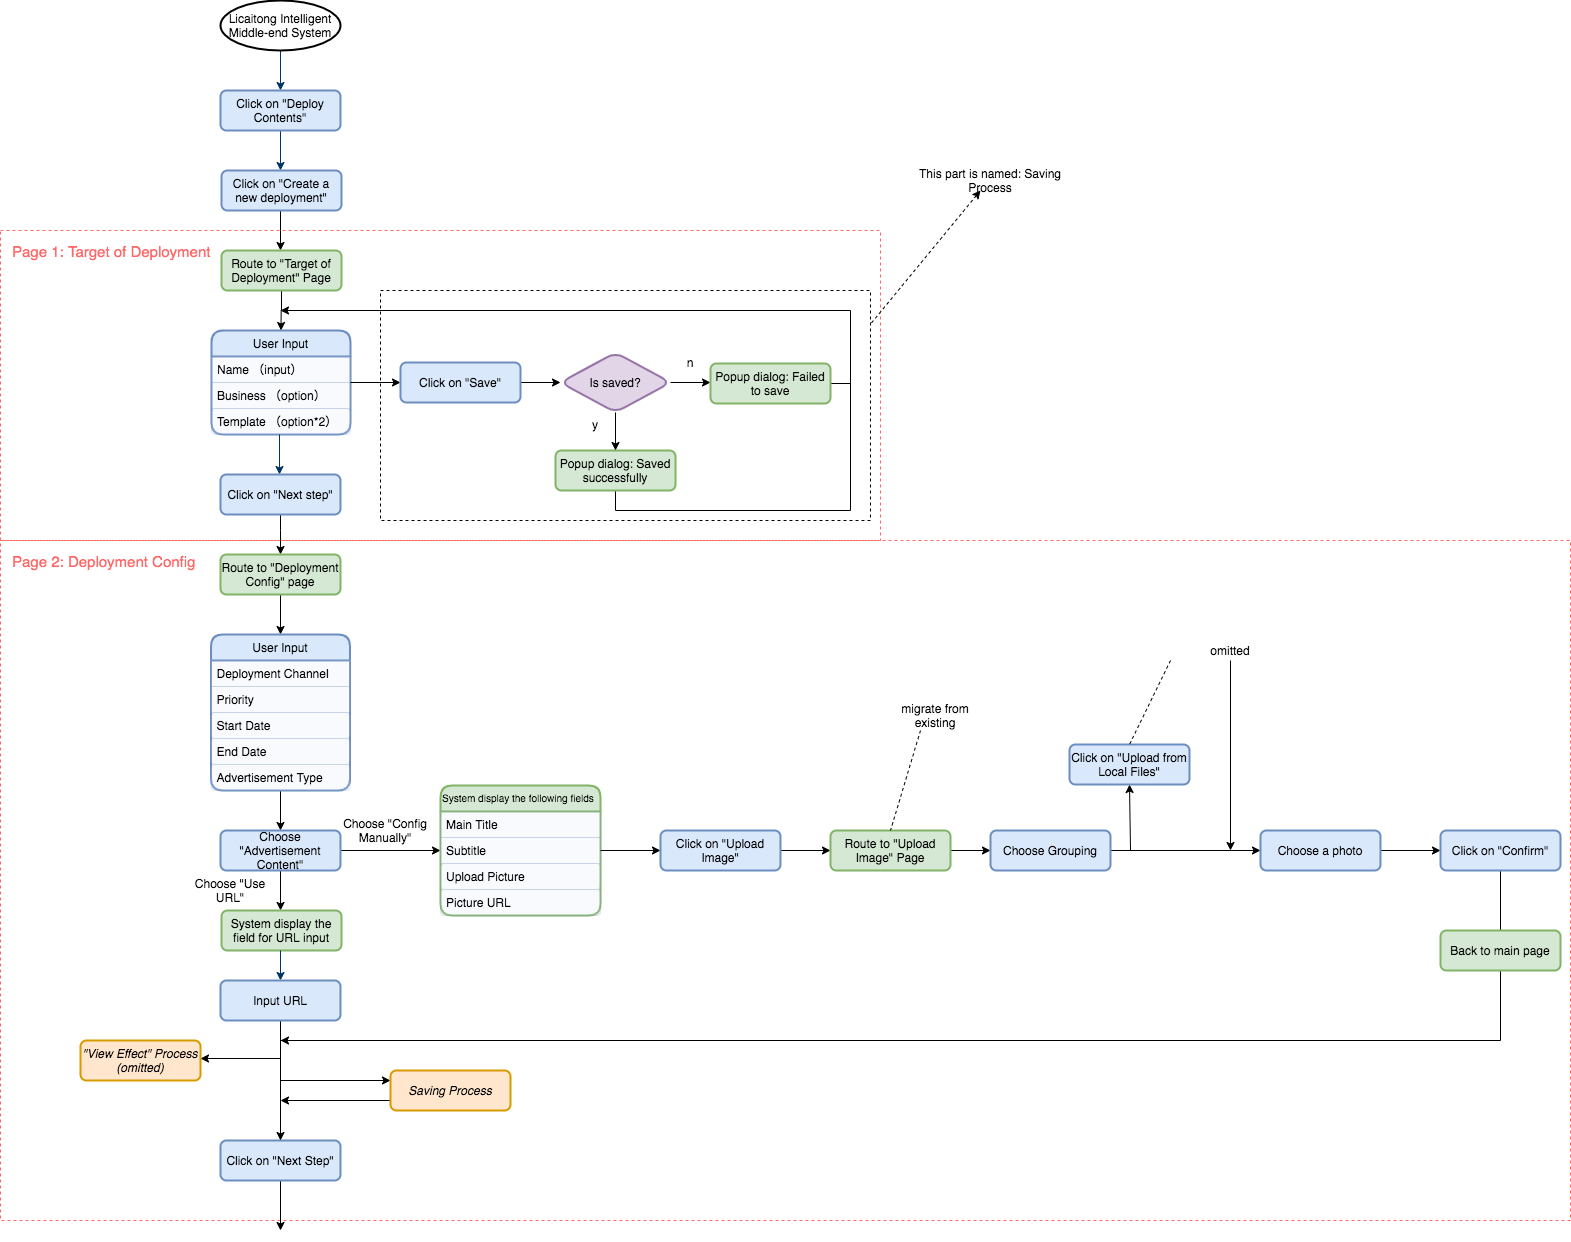 Licaitong Intelligent
Middle-end System
Click on "Deploy
Contents"
Click on "Create a
new deployment"
This part is named: Saving
Process
Page 1: Target of Deployment
Route to "Target of
Deployment" Page
User Input
Name （input）
Business （option）
Template （option*2）
Click on "Save"
Is saved?
n
Popup dialog: Failed
to save
y
Popup dialog: Saved
successfully
Click on "Next step"
Page 2: Deployment Config
Route to "Deployment
Config" page
User Input
Deployment Channel
Priority
Start Date
End Date
Advertisement Type
Choose
"Advertisement
Content"
Choose "Config
Manually"
System display the following fields
Main Title
Subtitle
Upload Picture
Picture URL
Click on "Upload
Image"
migrate from
existing
Route to "Upload
Image" Page
Choose Grouping
Click on "Upload from
Local Files"
omitted
Choose a photo
Click on "Confirm"
Back to main page
Choose "Use
URL"
System display the
field for URL input
Input URL
"View Effect" Process
(omitted)
Saving Process
Click on "Next Step"